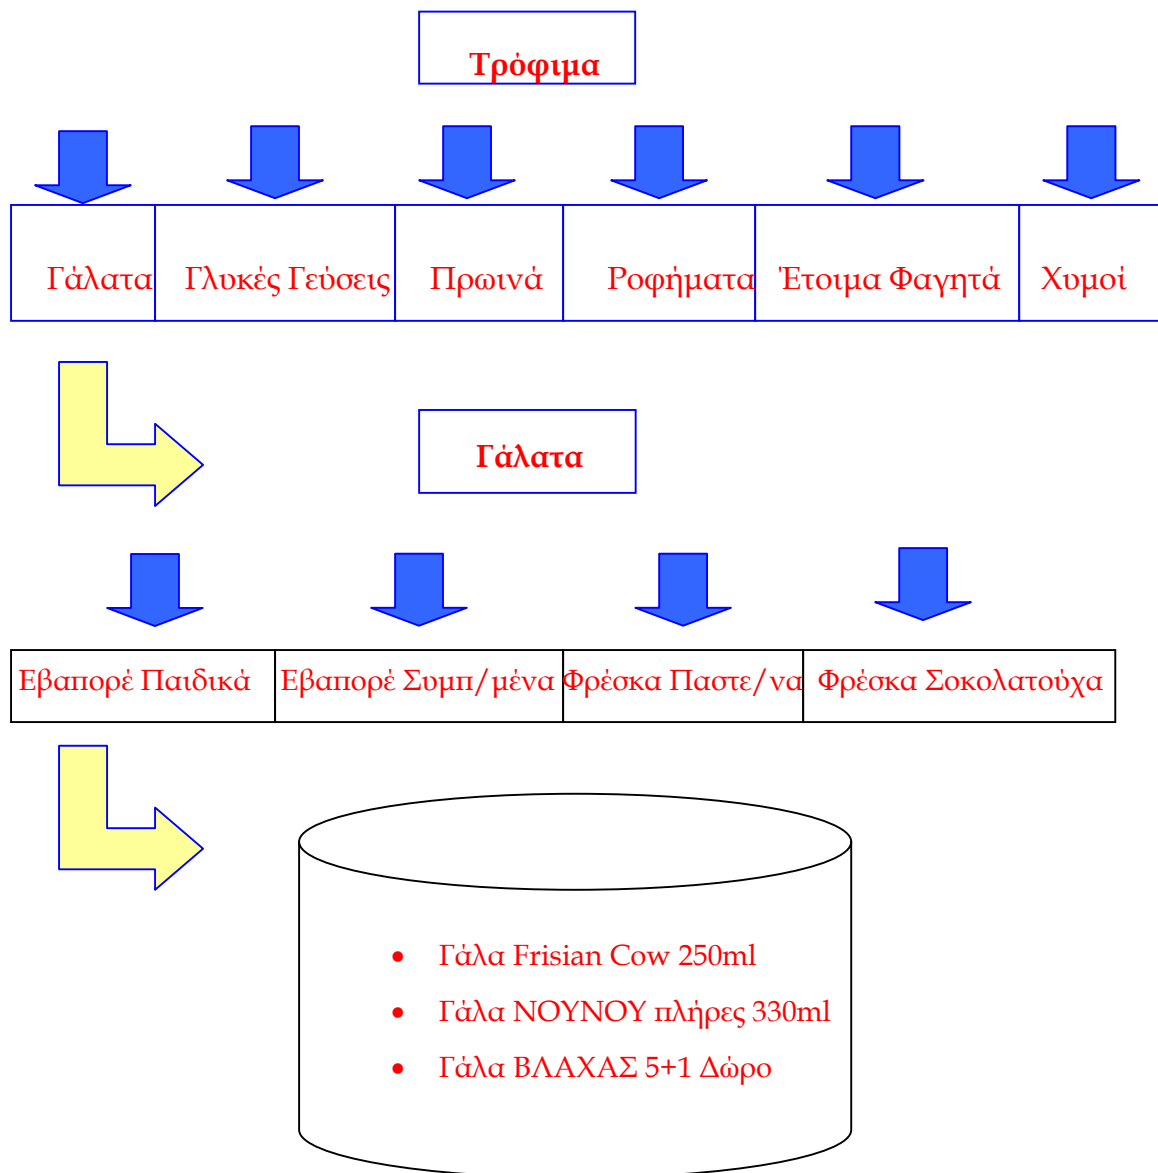 Τρόφιμα
Γάλατα Γλυκές Γεύσεις Πρωινά Ροφήματα Έτοιμα Φαγητά Χυμοί
Γάλατα
Εβαπορέ Παιδικά Εβαπορέ Συμπ/μένα Φρέσκα Παστε/να Φρέσκα Σοκολατούχα
• Γάλα Frisian Cow 250ml
• Γάλα ΝΟΥΝΟΥ πλήρες 330ml
• Γάλα ΒΛΑΧΑΣ 5+1 Δώρο